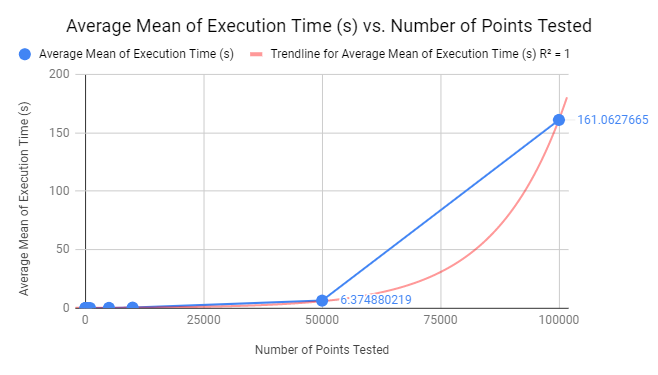 Average Mean of Execution Time (s) vs. Number of Points Tested
Average Mean of Execution Time (s)
Trendline for Average Mean of Execution Time (s) R² = 1
200
150
100
50
0
Average Mean of Execution Time (s)
161.0627665
6.374880219
0
25000
50000
75000
100000
Number of Points Tested